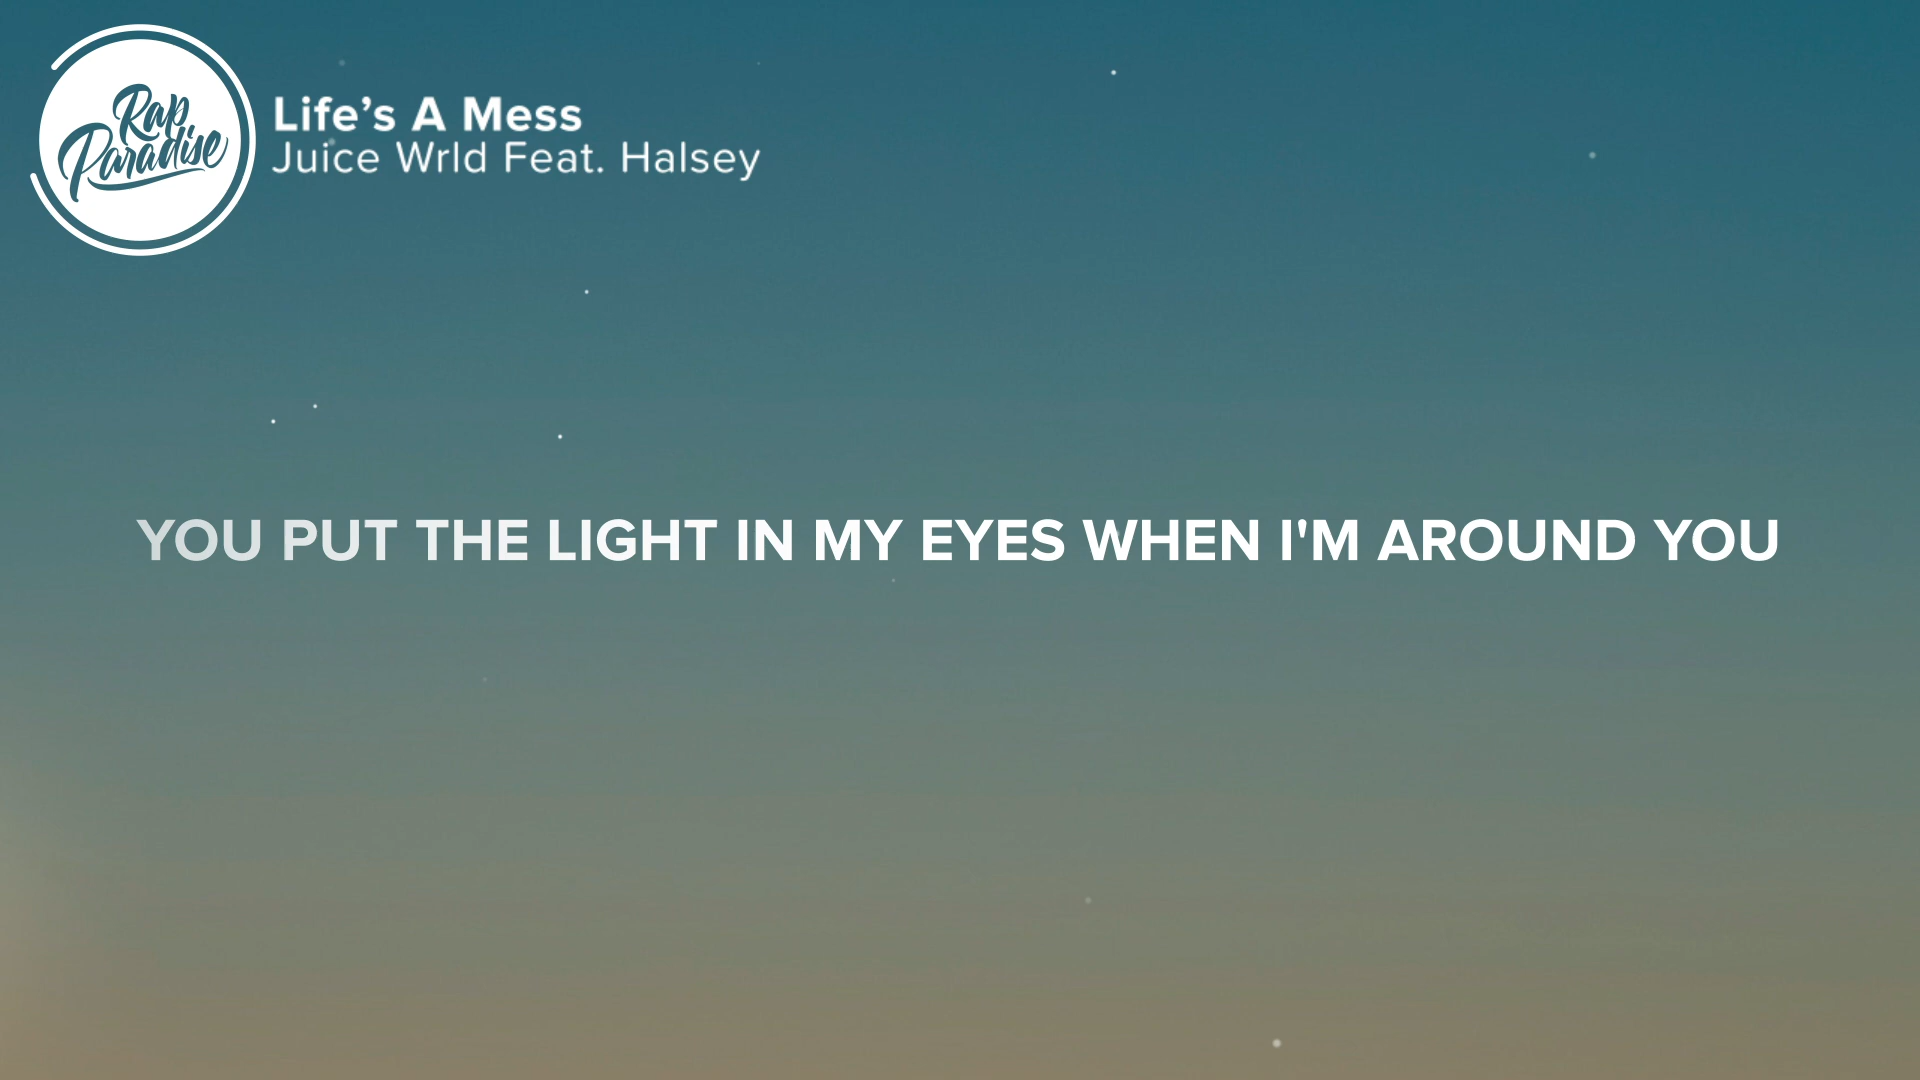 Rap
Paradise
Life’s A Mess
Juice Wrld Feat. Halsey
YOU PUT THE LIGHT IN MY EYES WHEN I'M AROUND YOU